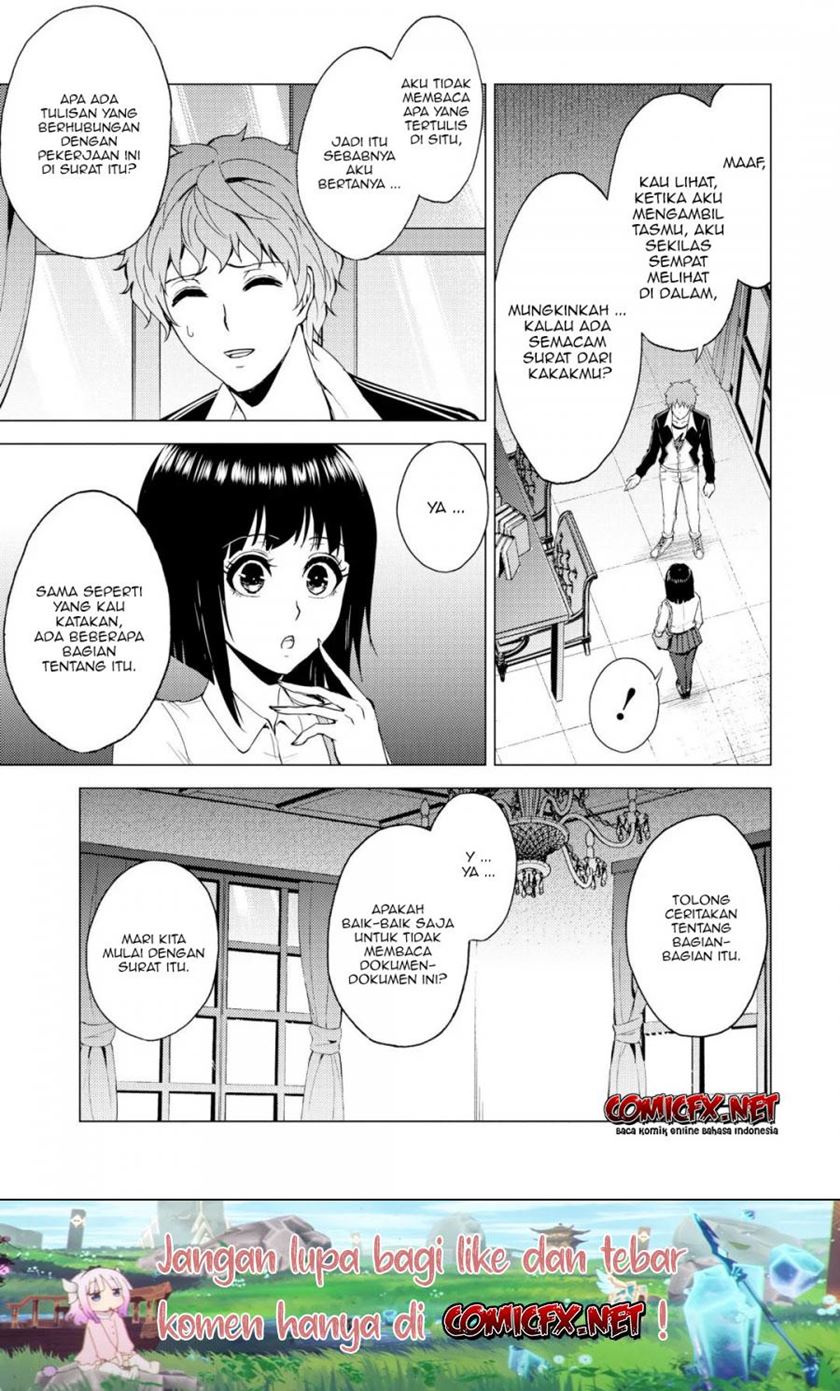 MAAF,
KAU LIHAT,
KETIKA AKU
MENGAMBIL
TASMU, AKU
SEKILAS
SEMPAT
MELIHAT
DI DALAM,
MUNGKINKAH ...
KALAU ADA
SEMACAM
SURAT DARI
KAKAKMU?
!
AKU TIDAK
MEMBACA
APA YANG
TERTULIS
DI SITU,
JADI ITU
SEBABNYA
AKU
BERTANYA ...
APA ADA
TULISAN YANG
BERHUBUNGAN
DENGAN
PEKERJAAN INI
DI SURAT ITU?
YA ...
SAMA SEPERTI
YANG KAU
KATAKAN,
ADA BEBERAPA
BAGIAN
TENTANG ITU.
TOLONG
CERITAKAN
TENTANG
BAGIAN-
BAGIAN ITU.
Y ...
YA ...
APAKAH
BAIK-BAIK SAJA
UNTUK TIDAK
MEMBACA
DOKUMEN-
DOKUMEN INI?
MARI KITA
MULAI DENGAN
SURAT ITU.
COMICFX.NET
BACA KOMIK ONLINE BAHASA INDONESIA
Jangan lupa bagi like dan tebar
komen hanya di COMICFX.NET !